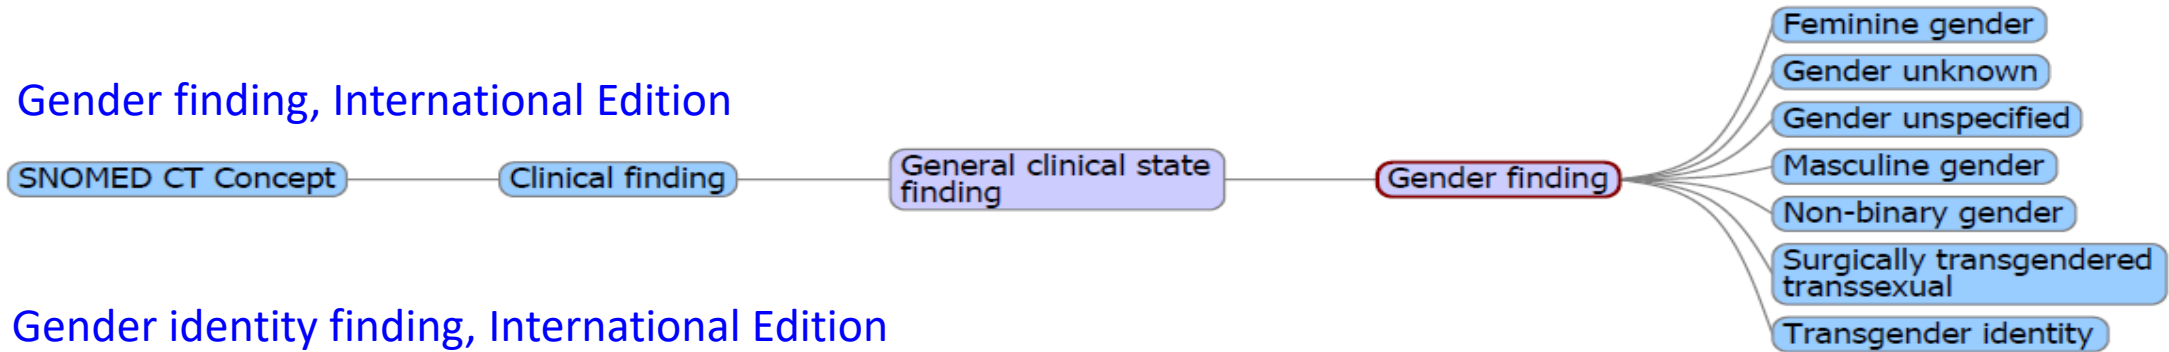 Gender finding, International Edition
SNOMED CT Concept
Clinical finding
General clinical state
finding
Gender finding
Feminine gender
Gender unknown
Gender unspecified
Masculine gender
Non-binary gender
Surgically transgendered
transsexual
Transgender identity
Gender identity finding, International Edition